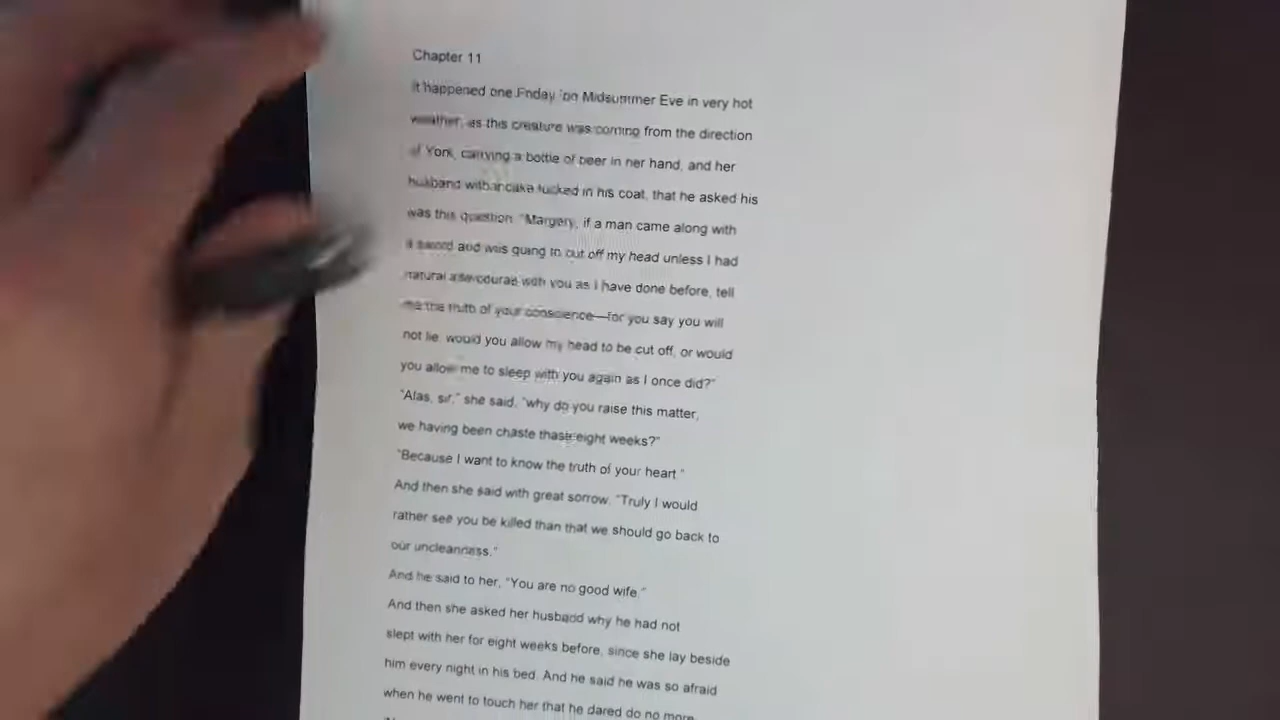 Chapter 11
It happened one Friday on Midsummer Eve in very hot
weather, as this creature was coming from the direction
of York, carrying a bottle of beer in her hand, and her
husband with cake tucked in his coat, that he asked his
was this question. "Margery, if a man came along with
a sword and was going to cut off my head unless I had
natural with you as I have done before, tell
me the truth of your conscience—for you say you will
not lie. would you allow my head to be cut off, or would
you allow me to sleep with you again as I once did?"
"Alas, sir," she said, "why do you raise this matter,
we having been chaste eight weeks?"
"Because I want to know the truth of your heart."
And then she said with great sorrow. "Truly I would
rather see you be killed than that we should go back to
our uncleanness."
And he said to her, "You are no good wife."
And then she asked her husband why he had not
slept with her for eight weeks before, since she lay beside
him every night in his bed. And he said he was so afraid
when he went to touch her that he dared do no more